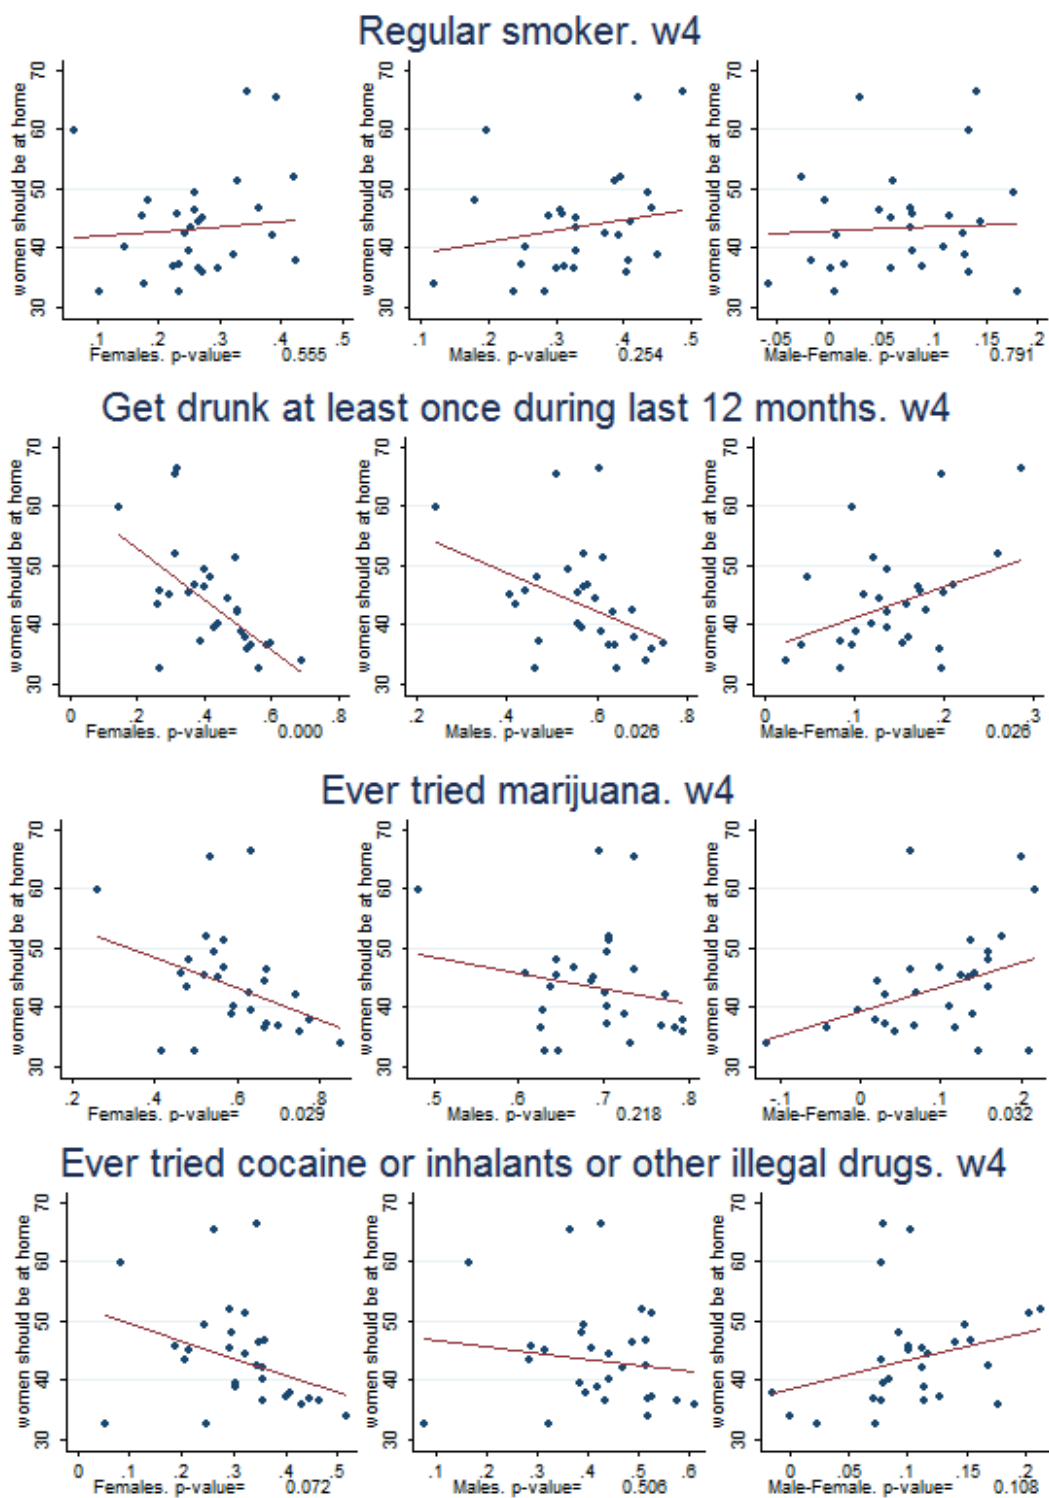 Regular smoker. w4
women should be at home
30 40 50 60 70
.1 .2 .3 .4 .5
Females. p-value= 0.555
women should be at home
30 40 50 60 70
.1 .2 .3 .4 .5
Males. p-value= 0.254
women should be at home
30 40 50 60 70
-.05 0 .05 .1 .15 .2
Male-Female. p-value= 0.791
Get drunk at least once during last 12 months. w4
women should be at home
30 40 50 60 70
0 .2 .4 .6 .8
Females. p-value= 0.000
women should be at home
30 40 50 60 70
.2 .4 .6 .8
Males. p-value= 0.026
women should be at home
30 40 50 60 70
0 .1 .2 .3
Male-Female. p-value= 0.026
Ever tried marijuana. w4
women should be at home
30 40 50 60 70
.2 .4 .6 .8
Females. p-value= 0.029
women should be at home
30 40 50 60 70
.5 .6 .7 .8
Males. p-value= 0.218
women should be at home
30 40 50 60 70
-.1 0 .1 .2
Male-Female. p-value= 0.032
Ever tried cocaine or inhalants or other illegal drugs. w4
women should be at home
30 40 50 60 70
0 .1 .2 .3 .4 .5
Females. p-value= 0.072
women should be at home
30 40 50 60 70
.1 .2 .3 .4 .5 .6
Males. p-value= 0.506
women should be at home
30 40 50 60 70
0 .05 .1 .15 .2
Male-Female. p-value= 0.108